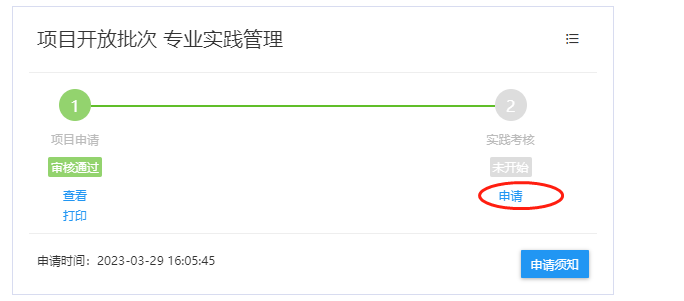 项目开放批次 专业实践管理
1
2
项目申请
实践考核
审核通过
未开始
查看
申请
打印
申请时间：2023-03-29 16:05:45
申请须知